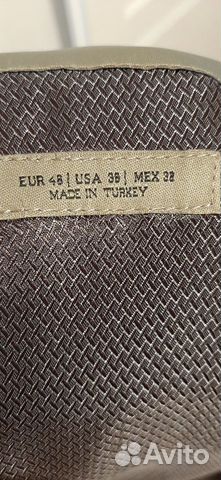 EUR 48 | USA 38 | MEX 38
MADE IN TURKEY
Avito